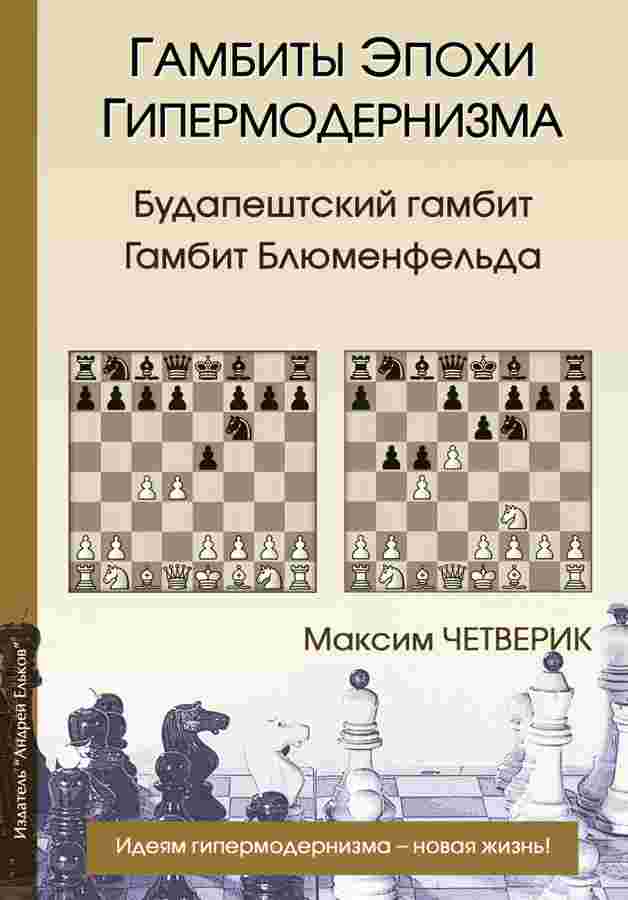 Гамбиты Эпохи
Гипермодернизма
Будапештский гамбит
Гамбит Блюменфельда
Максим ЧЕТВЕРИК
Издатель "Андрей Ельков"
Идеям гипермодернизма – новая жизнь!